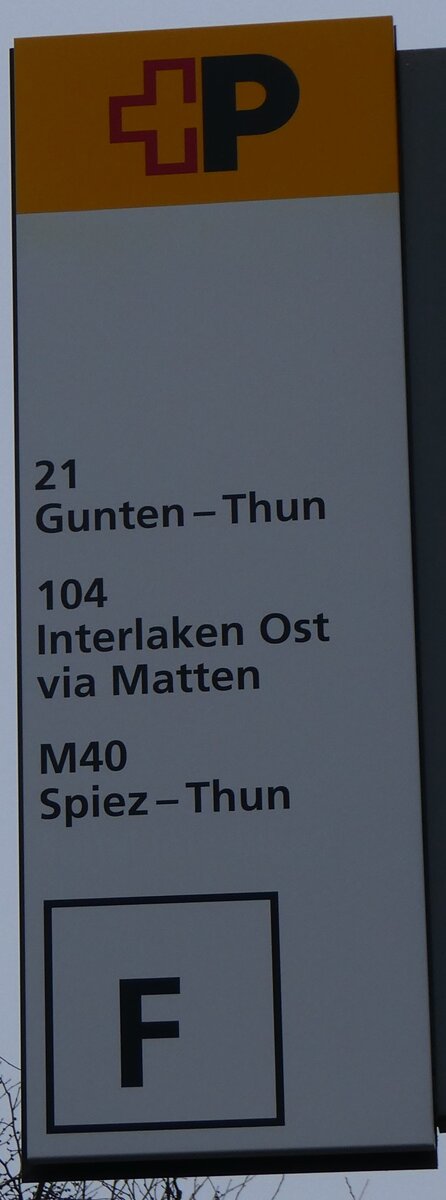 P
21
Gunten – Thun
104
Interlaken Ost
via Matten
M40
Spiez – Thun
F